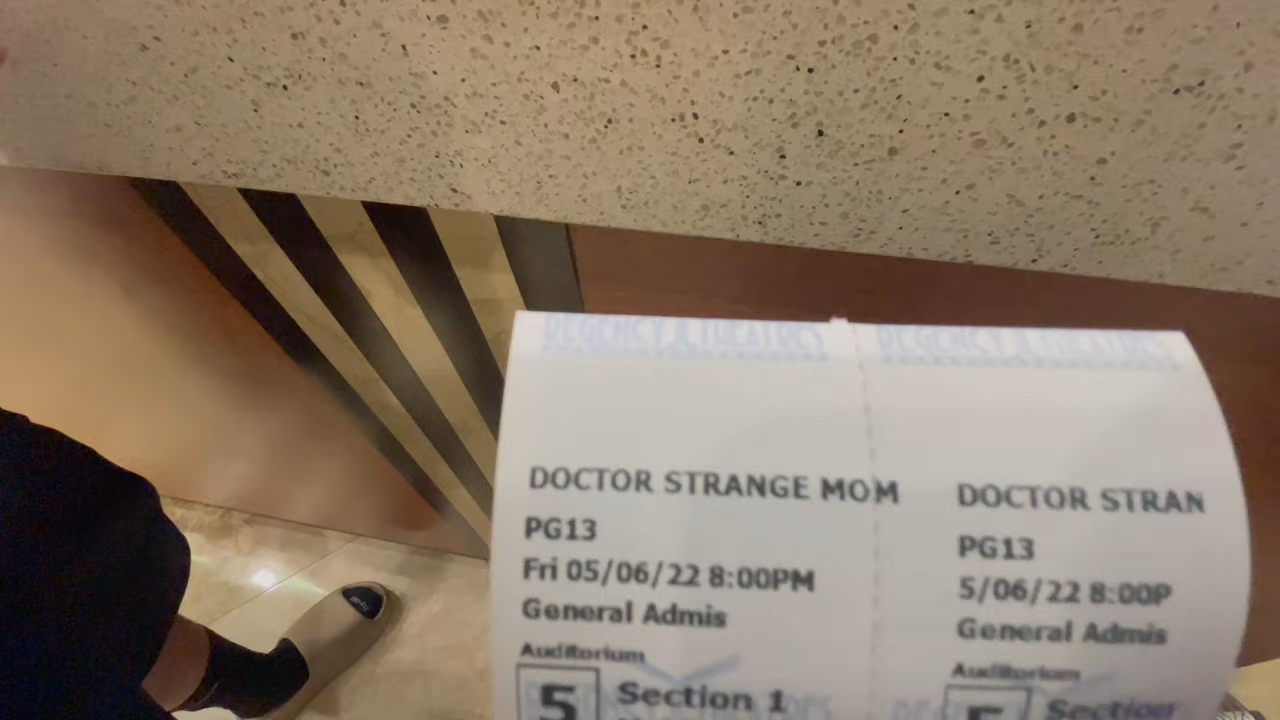 REGENCY THEATRES REGENCY THEATRES
DOCTOR STRANGE MOM
PG13
Fri 05/06/22 8:00PM
General Admis
Auditorium
5 Section 1
DOCTOR STRAN
PG13
5/06/22 8:00P
General Admis
Auditorium
Section